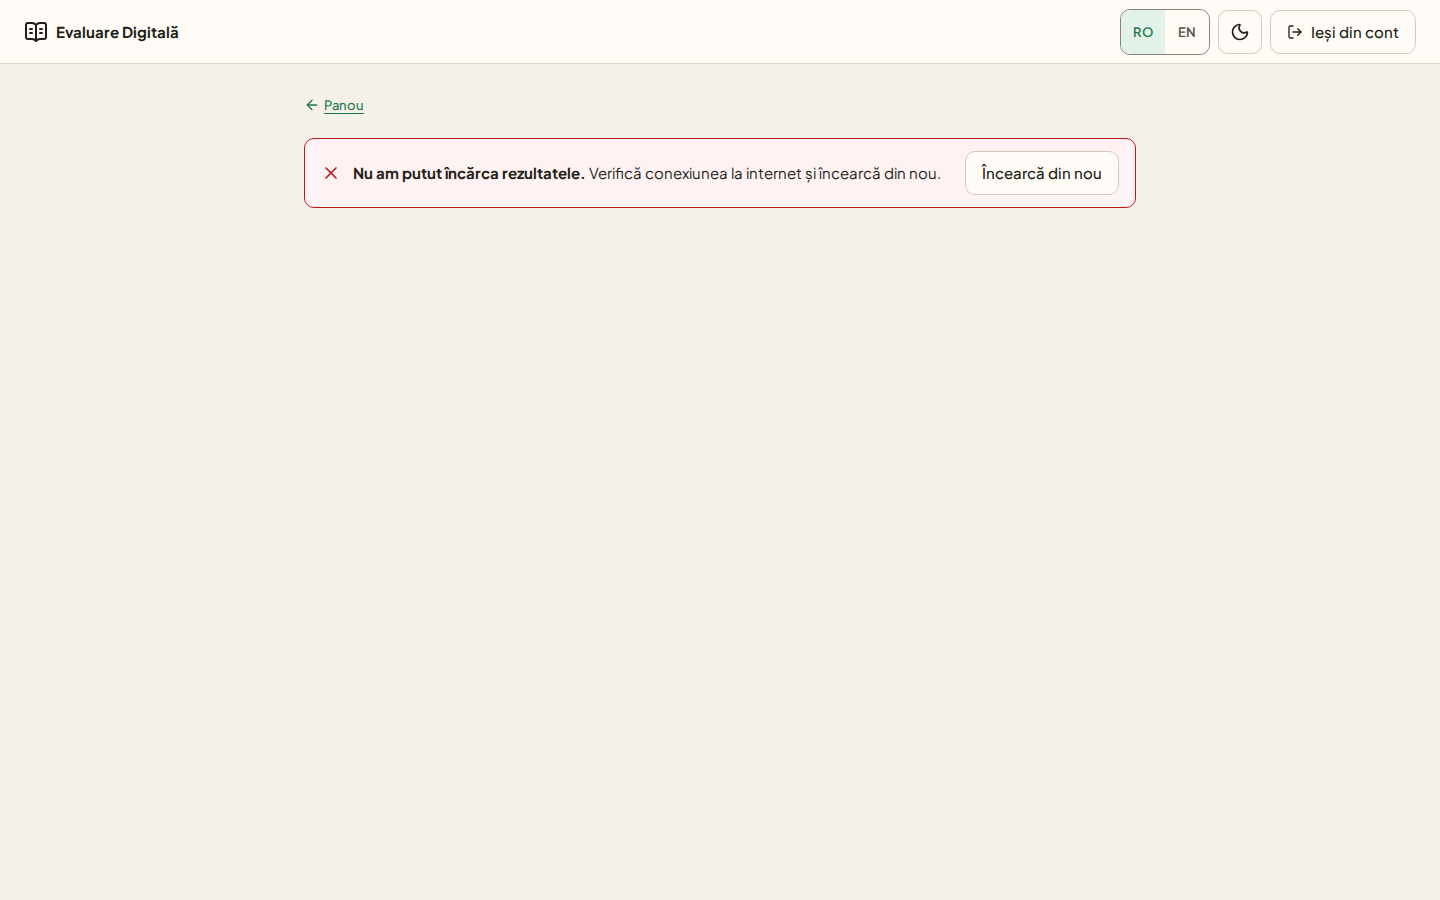 Evaluare Digitală
RO EN
Ieși din cont
Panou
Nu am putut încărca rezultatele. Verifică conexiunea la internet și încearcă din nou.
Încearcă din nou